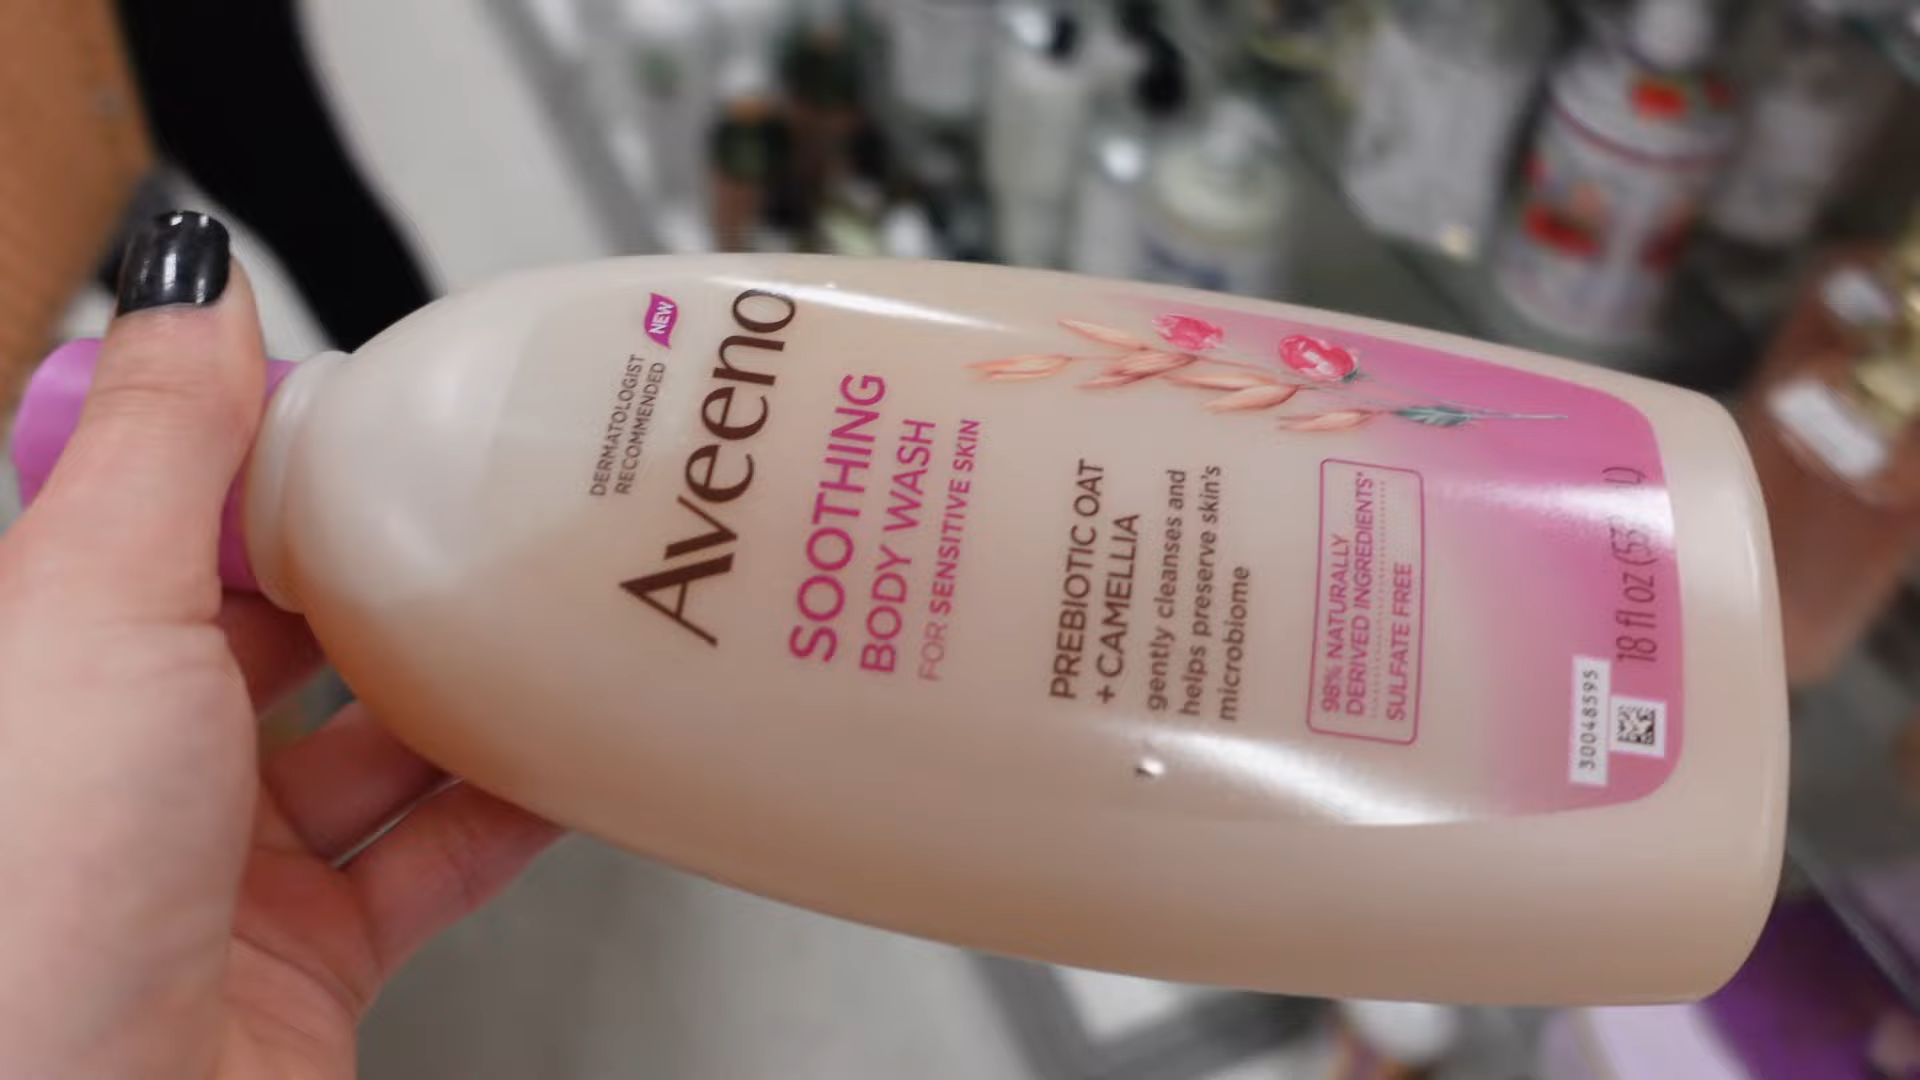 DERMATOLOGIST
RECOMMENDED
NEW
Aveeno
SOOTHING
BODY WASH
FOR SENSITIVE SKIN
PREBIOTIC OAT
+ CAMELLIA
gently cleanses and
helps preserve skin's
microbiome
98% NATURALLY
DERIVED INGREDIENTS*
SULFATE FREE
30048595
18 fl oz